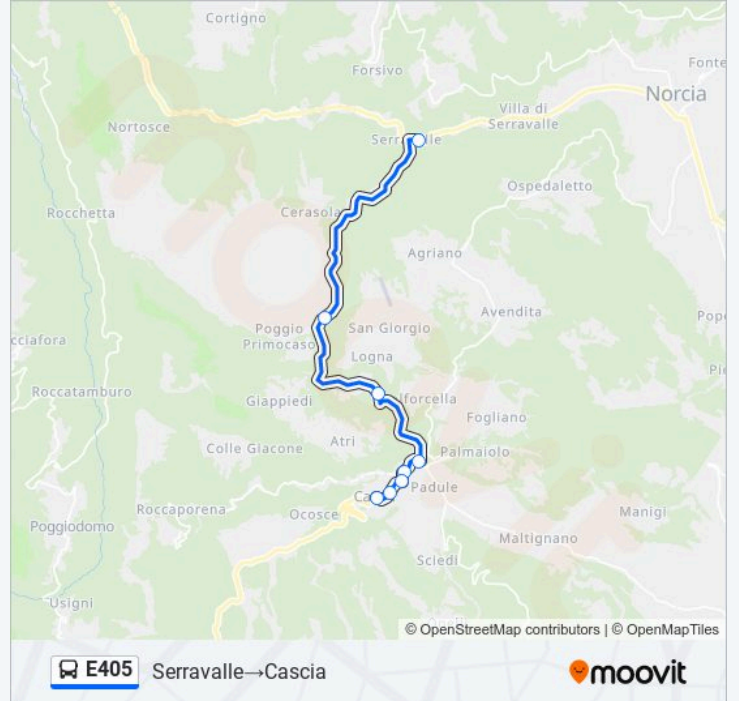 Cortigno
Forsivo
Fonte
Norcia
Villa di
Serravalle
Nortosce
Ospedaletto
Rocchetta
Cerasola
Agriano
Avendita
Pope
cciafora
Poggio
Primocaso
San Giorgio
Logna
Roccatamburo
Giappiedi
Fogliano
Atri
Colle Giacone
Palmaiolo
Roccaporena
Padule
Ocosce
Manigi
Poggiodomo
Maltignano
Sciedi
Usigni
© OpenStreetMap contributors | © OpenMapTiles
E405 Serravalle→Cascia
moovit